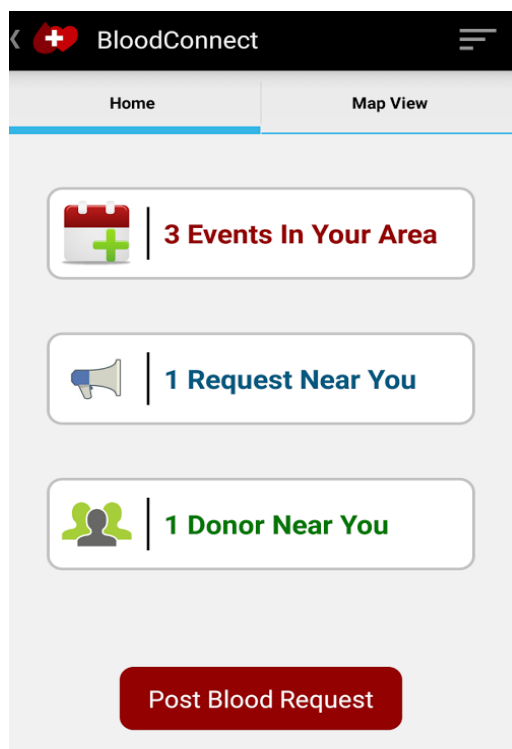 BloodConnect
Home
Map View
3 Events In Your Area
1 Request Near You
1 Donor Near You
Post Blood Request